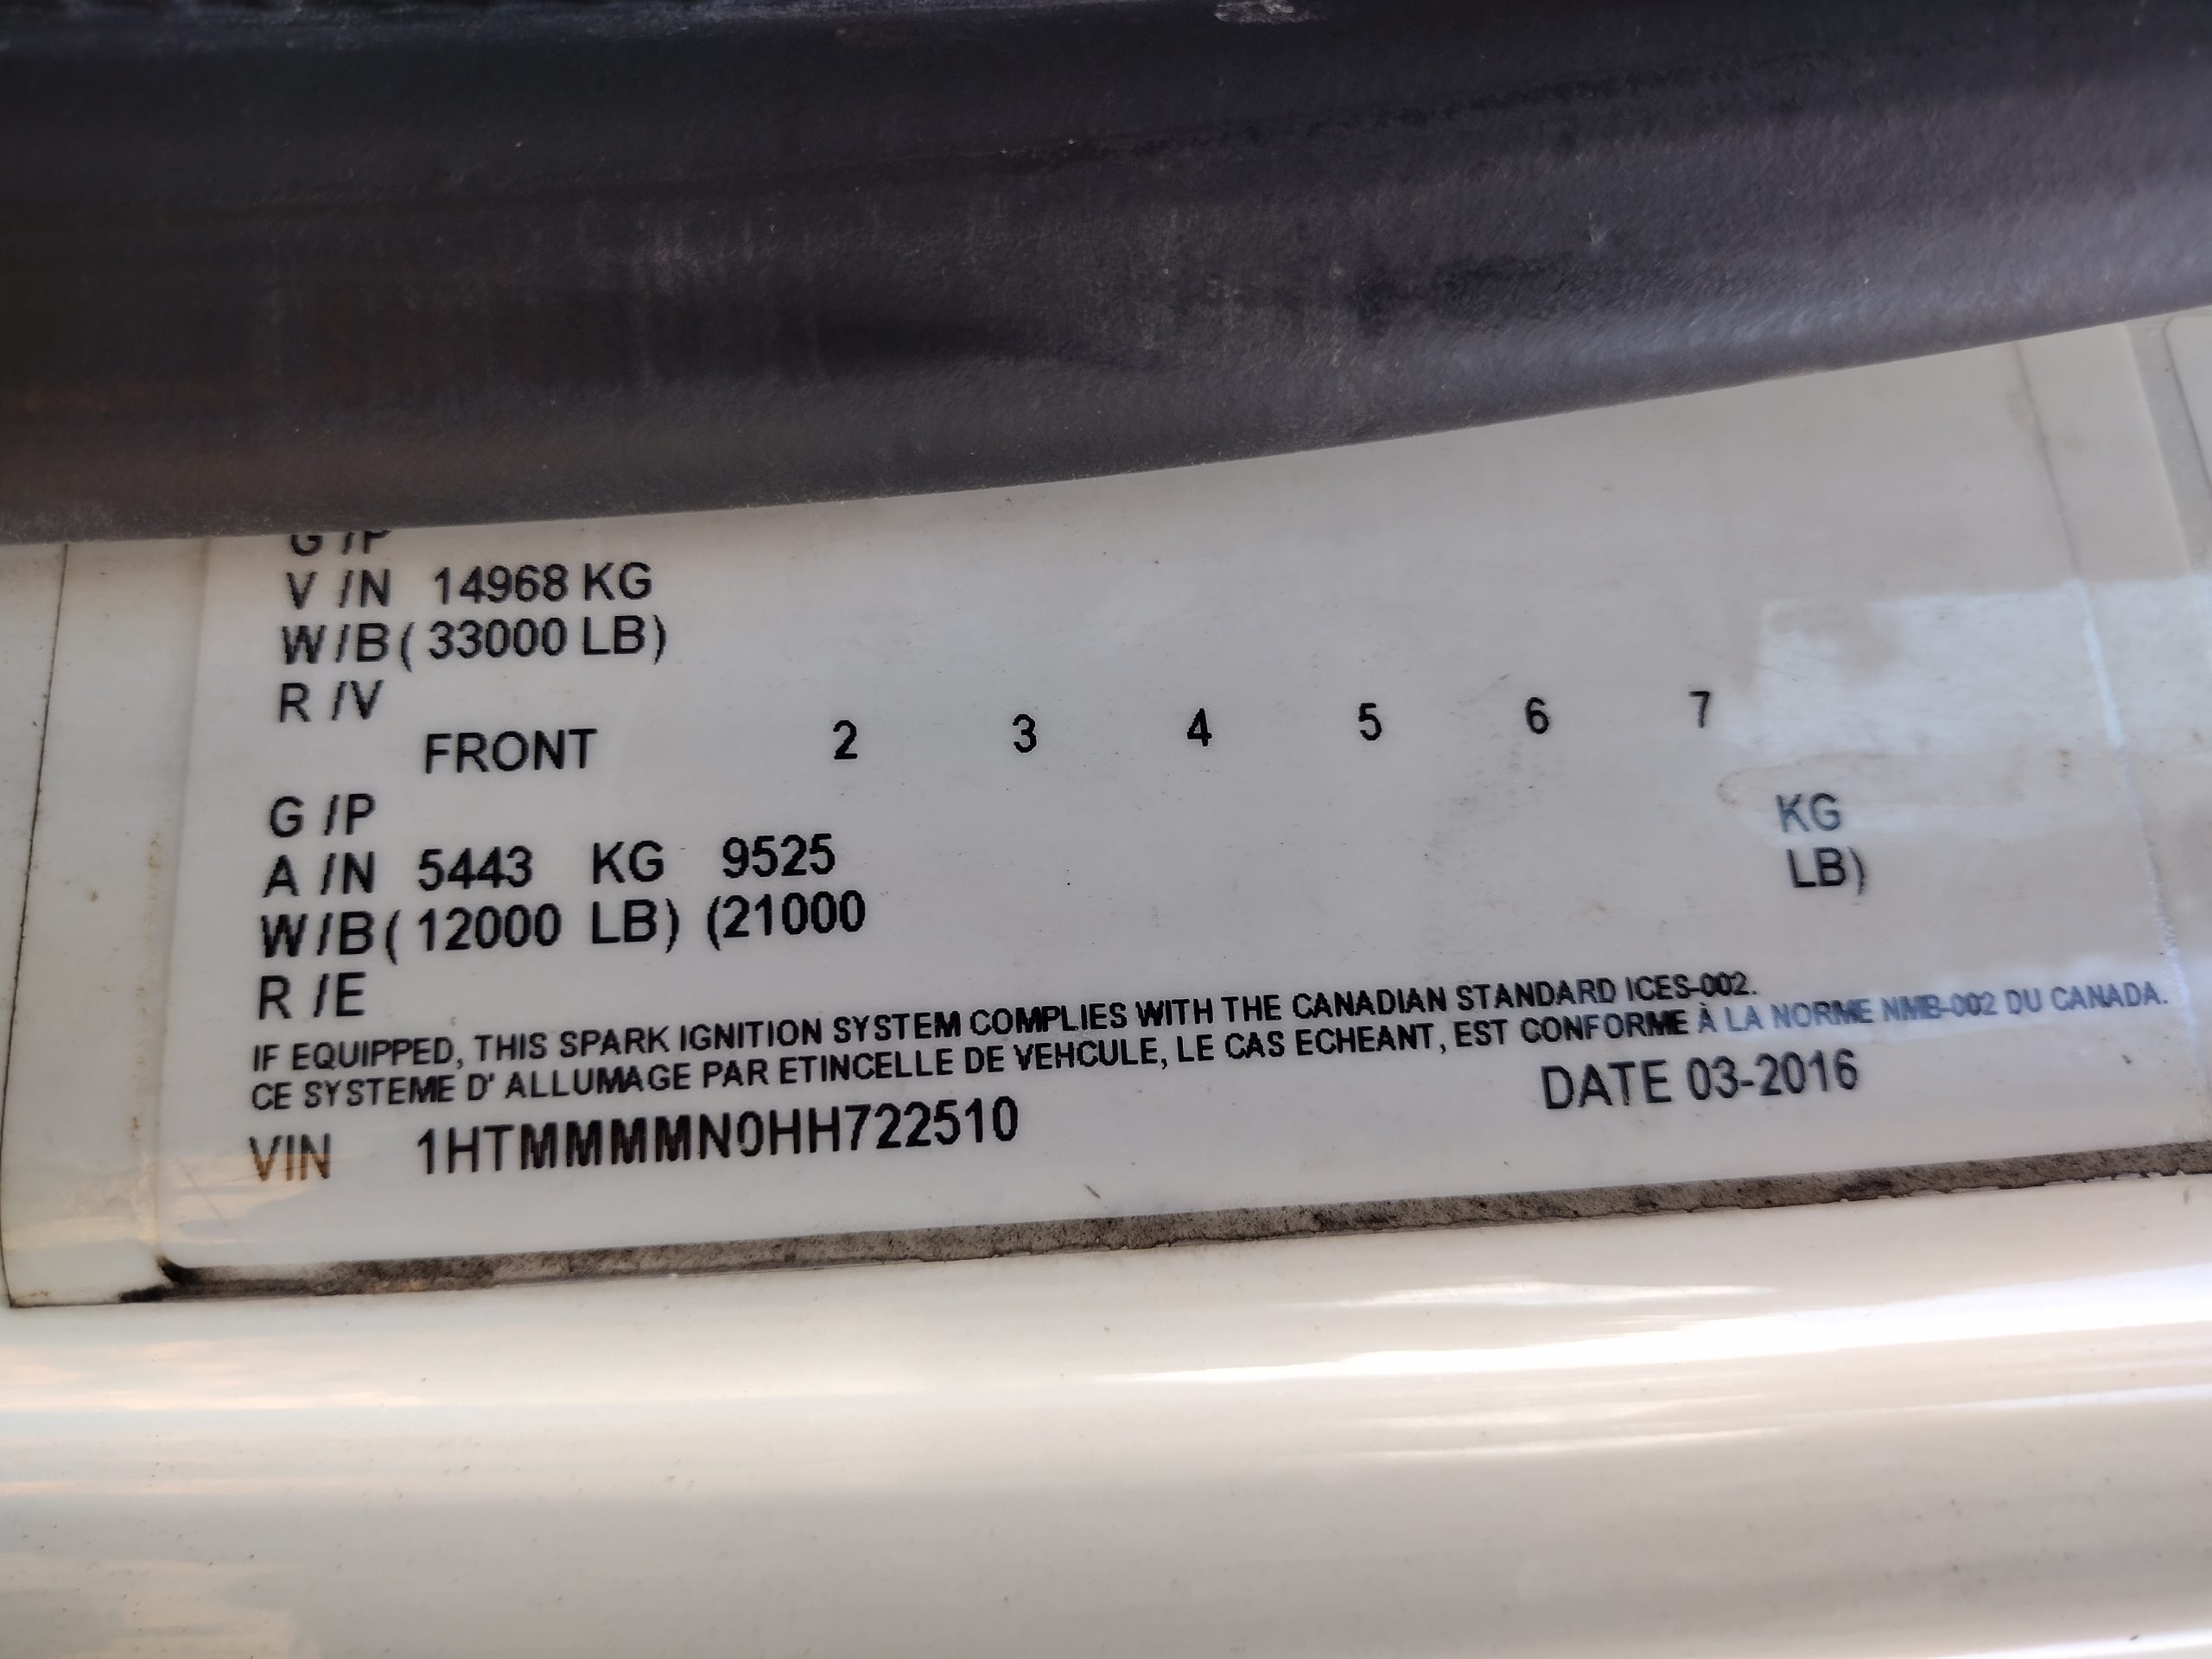 G /P
V /N 14968 KG
W/B( 33000 LB)
R /V
FRONT 2 3 4 5 6 7
G /P
A /N 5443 KG 9525 KG
W/B( 12000 LB) (21000 LB)
R /E
IF EQUIPPED, THIS SPARK IGNITION SYSTEM COMPLIES WITH THE CANADIAN STANDARD ICES-002.
CE SYSTEME D' ALLUMAGE PAR ETINCELLE DE VEHCULE, LE CAS ECHEANT, EST CONFORME À LA NORME NMB-002 DU CANADA.
VIN 1HTMMMMN0HH722510 DATE 03-2016